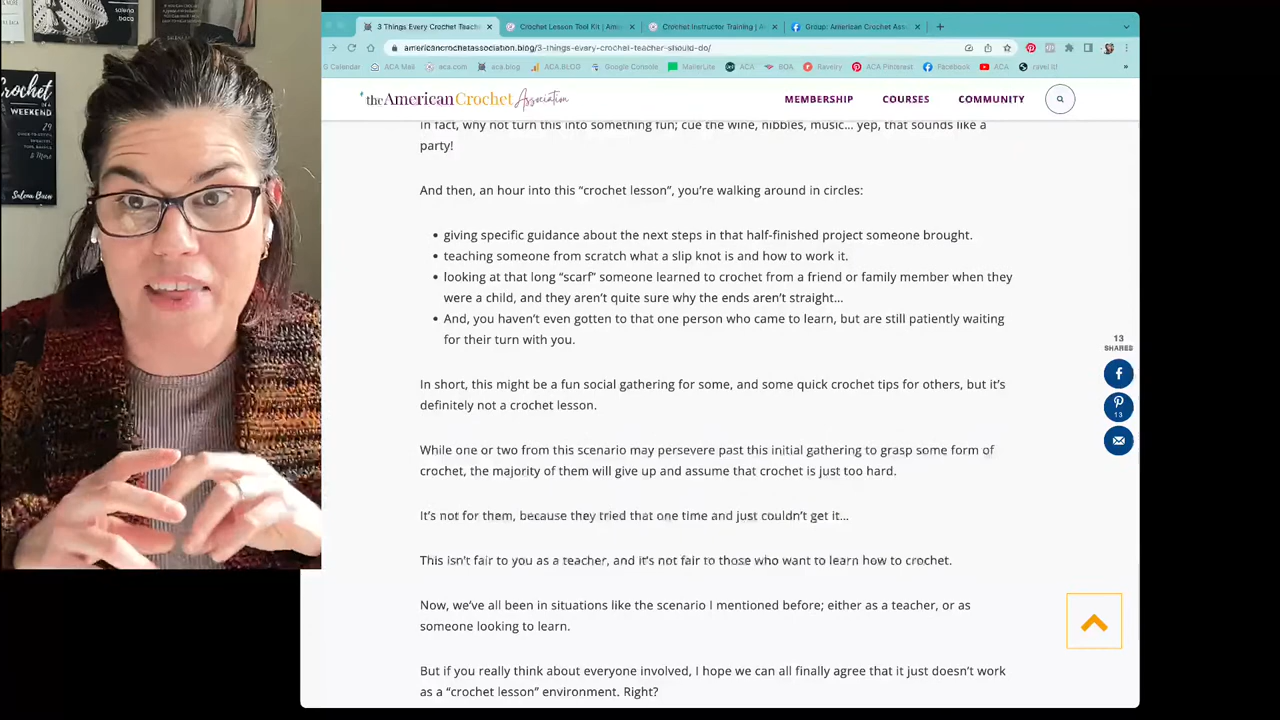 salena
baca
SALENA BACA
Crochet
IN A
WEEKEND
29
& More
Salena Baca
3 Things Every Crochet Teach
Crochet Lesson Tool Kit | Ame
Crochet Instructor Training | A
Group: American Crochet Ass
americancrochetassociation.blog/3-things-every-crochet-teacher-should-do/
G Calendar
ACA Mail
aca.com
aca.blog
ACA.BLOG
Google Console
MailerLite
ACA
BOA
Ravelry
ACA Pinterest
Facebook
ACA
ravel it!
»
the American Crochet Association
MEMBERSHIP
COURSES
COMMUNITY
In fact, why not turn this into something fun; cue the wine, nibbles, music… yep, that sounds like a
party!
And then, an hour into this “crochet lesson”, you’re walking around in circles:
• giving specific guidance about the next steps in that half-finished project someone brought.
• teaching someone from scratch what a slip knot is and how to work it.
• looking at that long “scarf” someone learned to crochet from a friend or family member when they
were a child, and they aren’t quite sure why the ends aren’t straight…
• And, you haven’t even gotten to that one person who came to learn, but are still patiently waiting
for their turn with you.
13
SHARES
In short, this might be a fun social gathering for some, and some quick crochet tips for others, but it’s
definitely not a crochet lesson.
13
While one or two from this scenario may persevere past this initial gathering to grasp some form of
crochet, the majority of them will give up and assume that crochet is just too hard.
It’s not for them, because they tried that one time and just couldn’t get it…
This isn’t fair to you as a teacher, and it’s not fair to those who want to learn how to crochet.
Now, we’ve all been in situations like the scenario I mentioned before; either as a teacher, or as
someone looking to learn.
But if you really think about everyone involved, I hope we can all finally agree that it just doesn’t work
as a “crochet lesson” environment. Right?